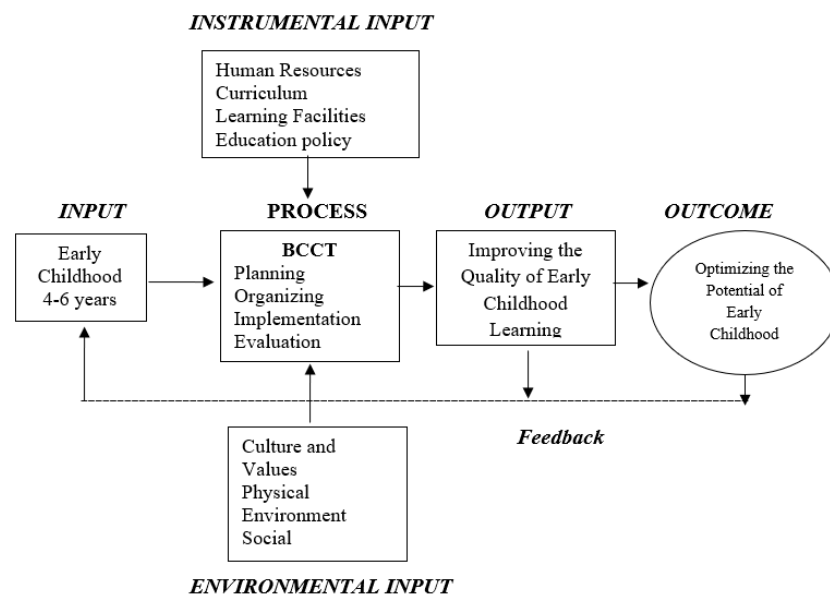 INSTRUMENTAL INPUT
Human Resources
Curriculum
Learning Facilities
Education policy
INPUT
PROCESS
OUTPUT
OUTCOME
Early
Childhood
4-6 years
BCCT
Planning
Organizing
Implementation
Evaluation
Improving the
Quality of Early
Childhood
Learning
Optimizing the
Potential of
Early
Childhood
Feedback
Culture and
Values
Physical
Environment
Social
ENVIRONMENTAL INPUT